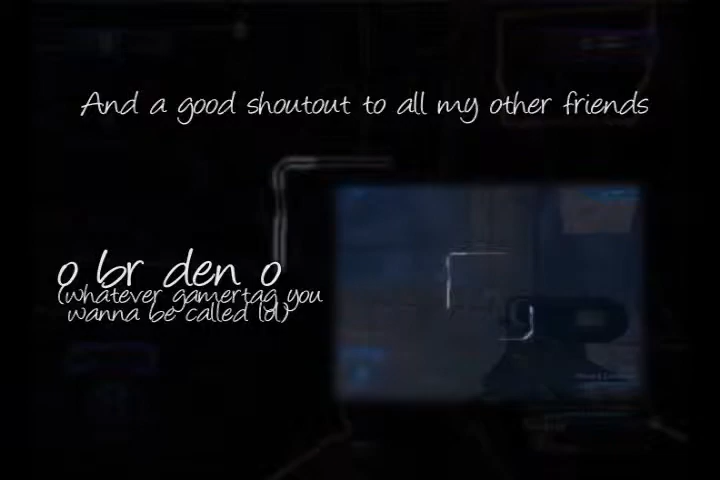 And a good shoutout to all my other friends
o br den o
(whatever gamertag you
wanna be called lol)